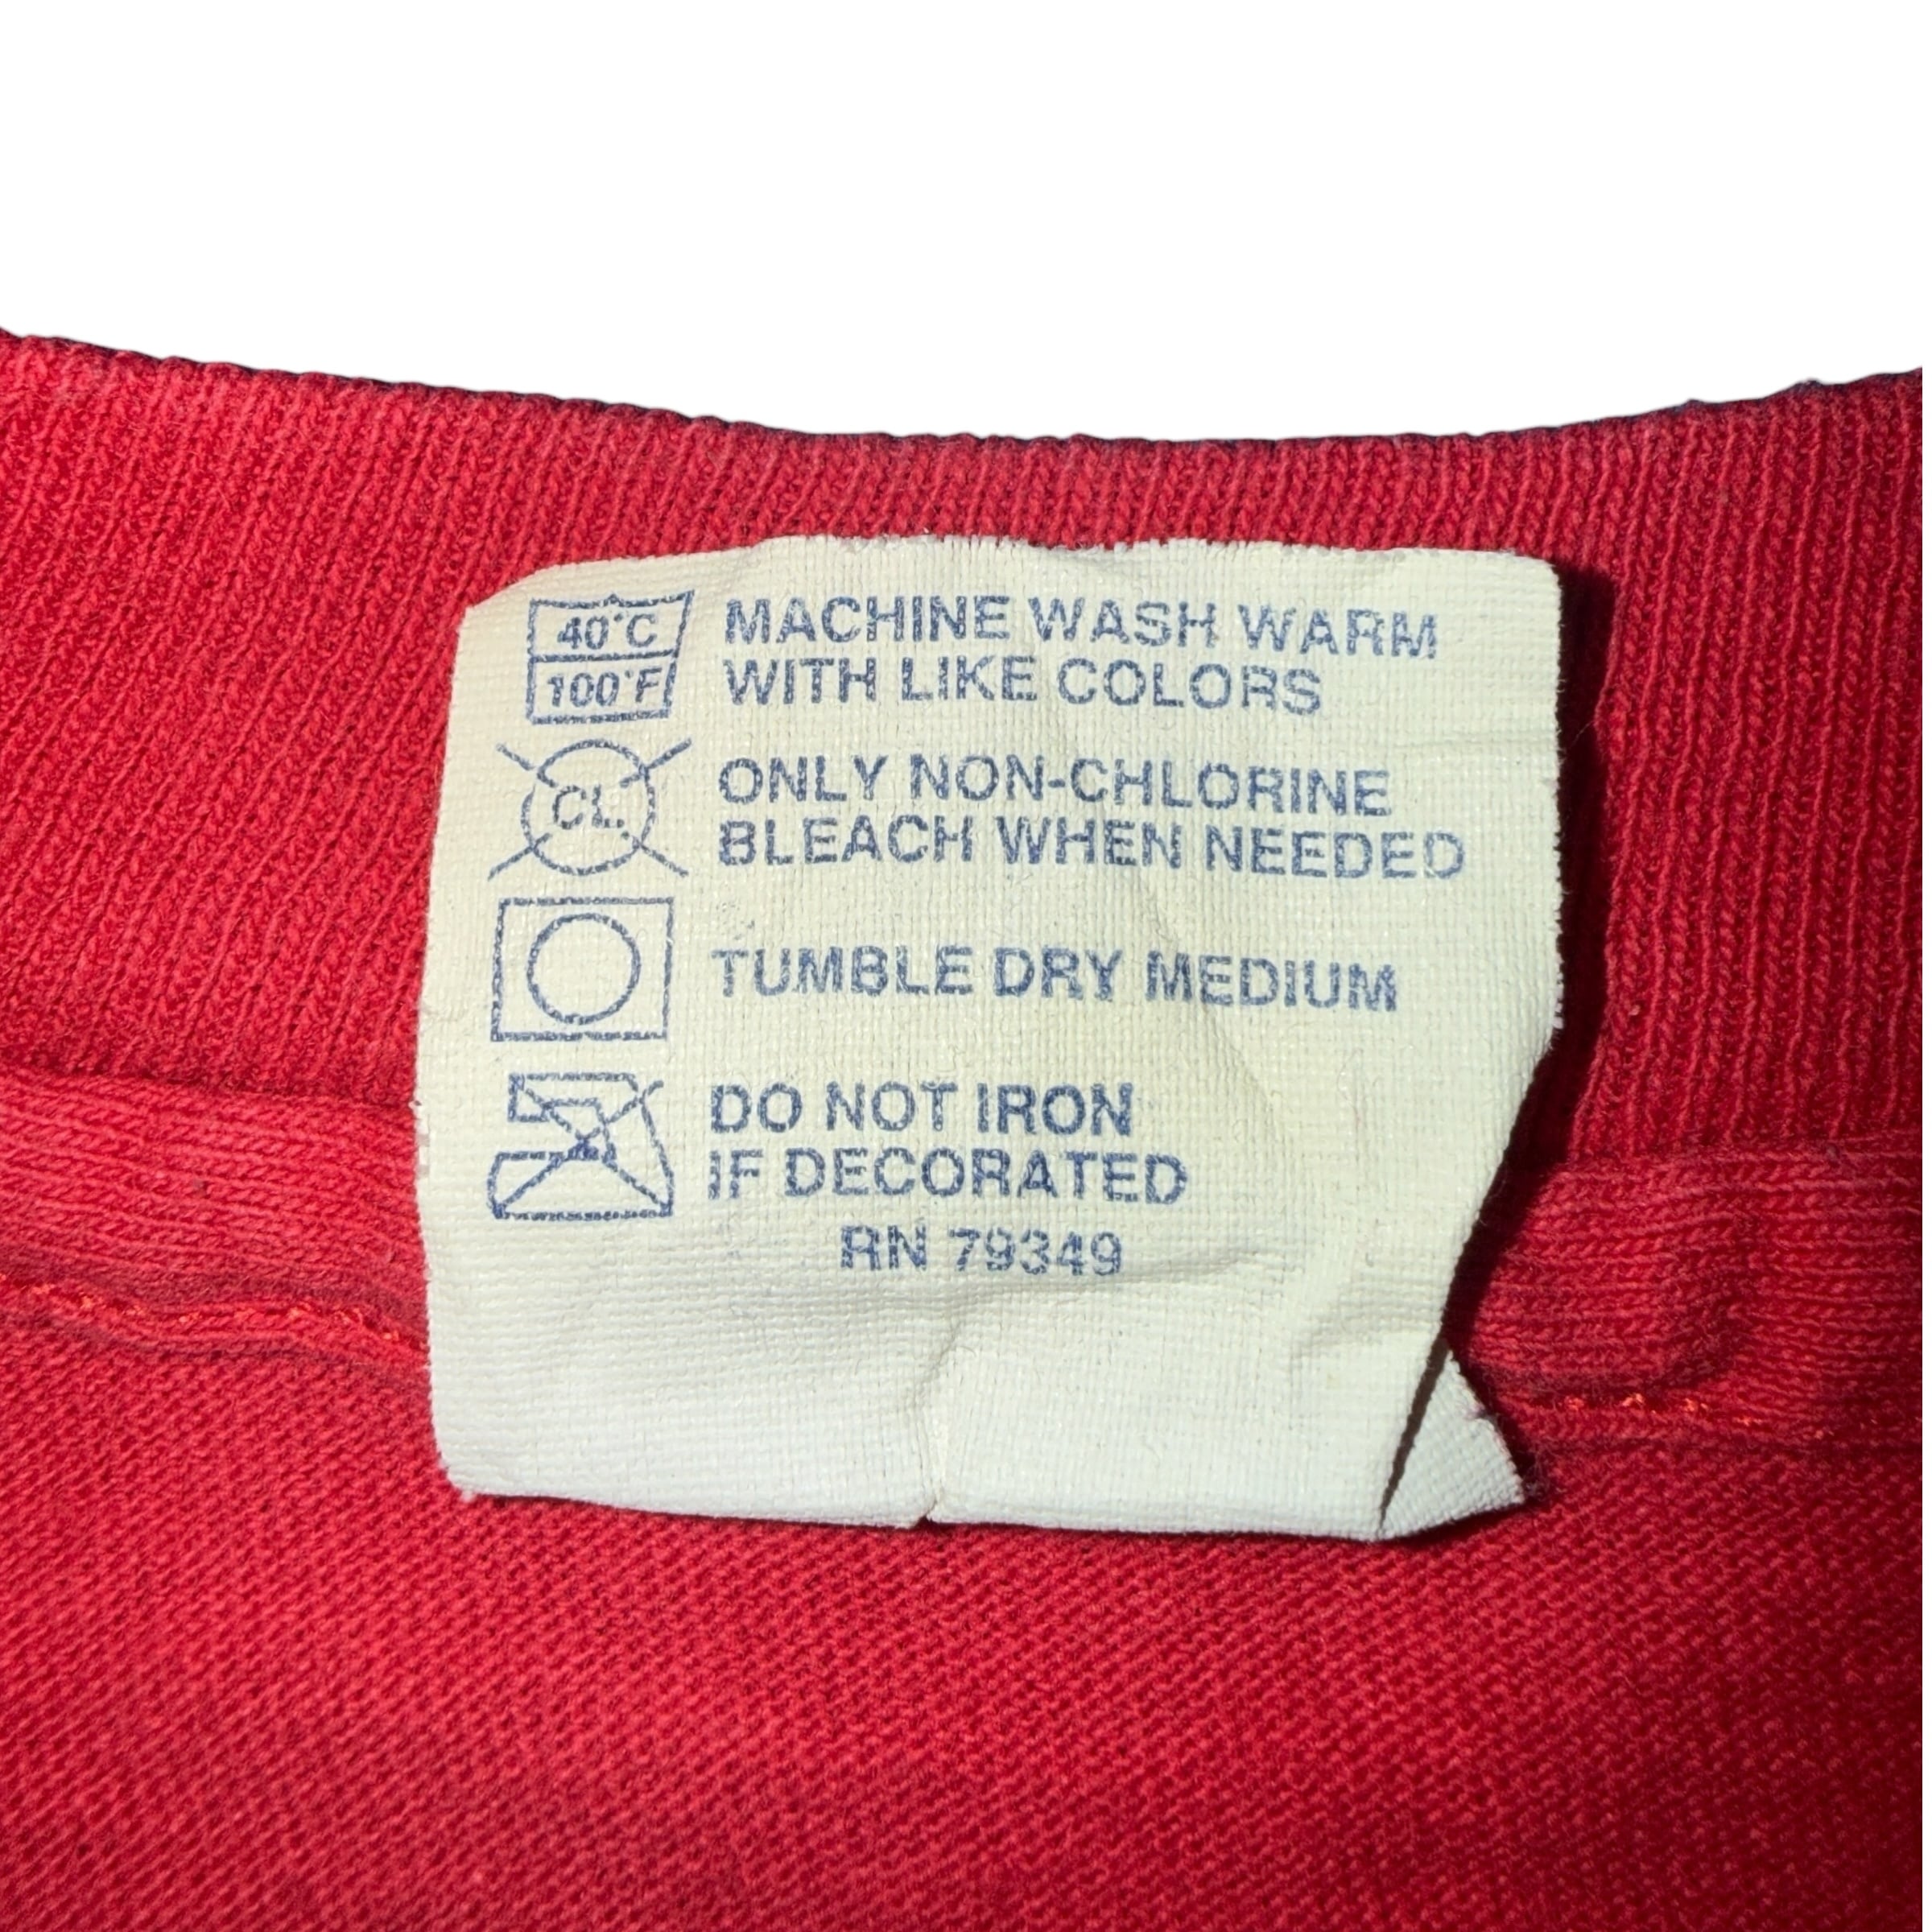 40°C MACHINE WASH WARM
100°F WITH LIKE COLORS
CL. ONLY NON-CHLORINE
BLEACH WHEN NEEDED
TUMBLE DRY MEDIUM
DO NOT IRON
IF DECORATED
RN 79349